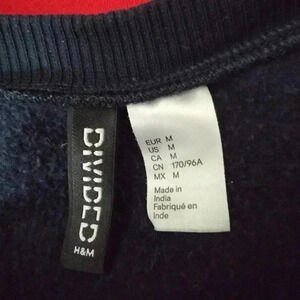 DIVIDED
H&M
EUR M
US M
CA M
CN 170/96A
MX M
Made in
India
Fabriqué en
Inde